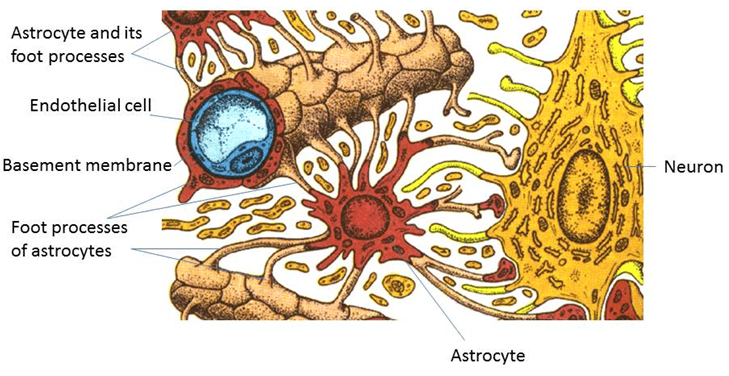 Astrocyte and its
foot processes
Endothelial cell
Basement membrane
Foot processes
of astrocytes
Neuron
Astrocyte